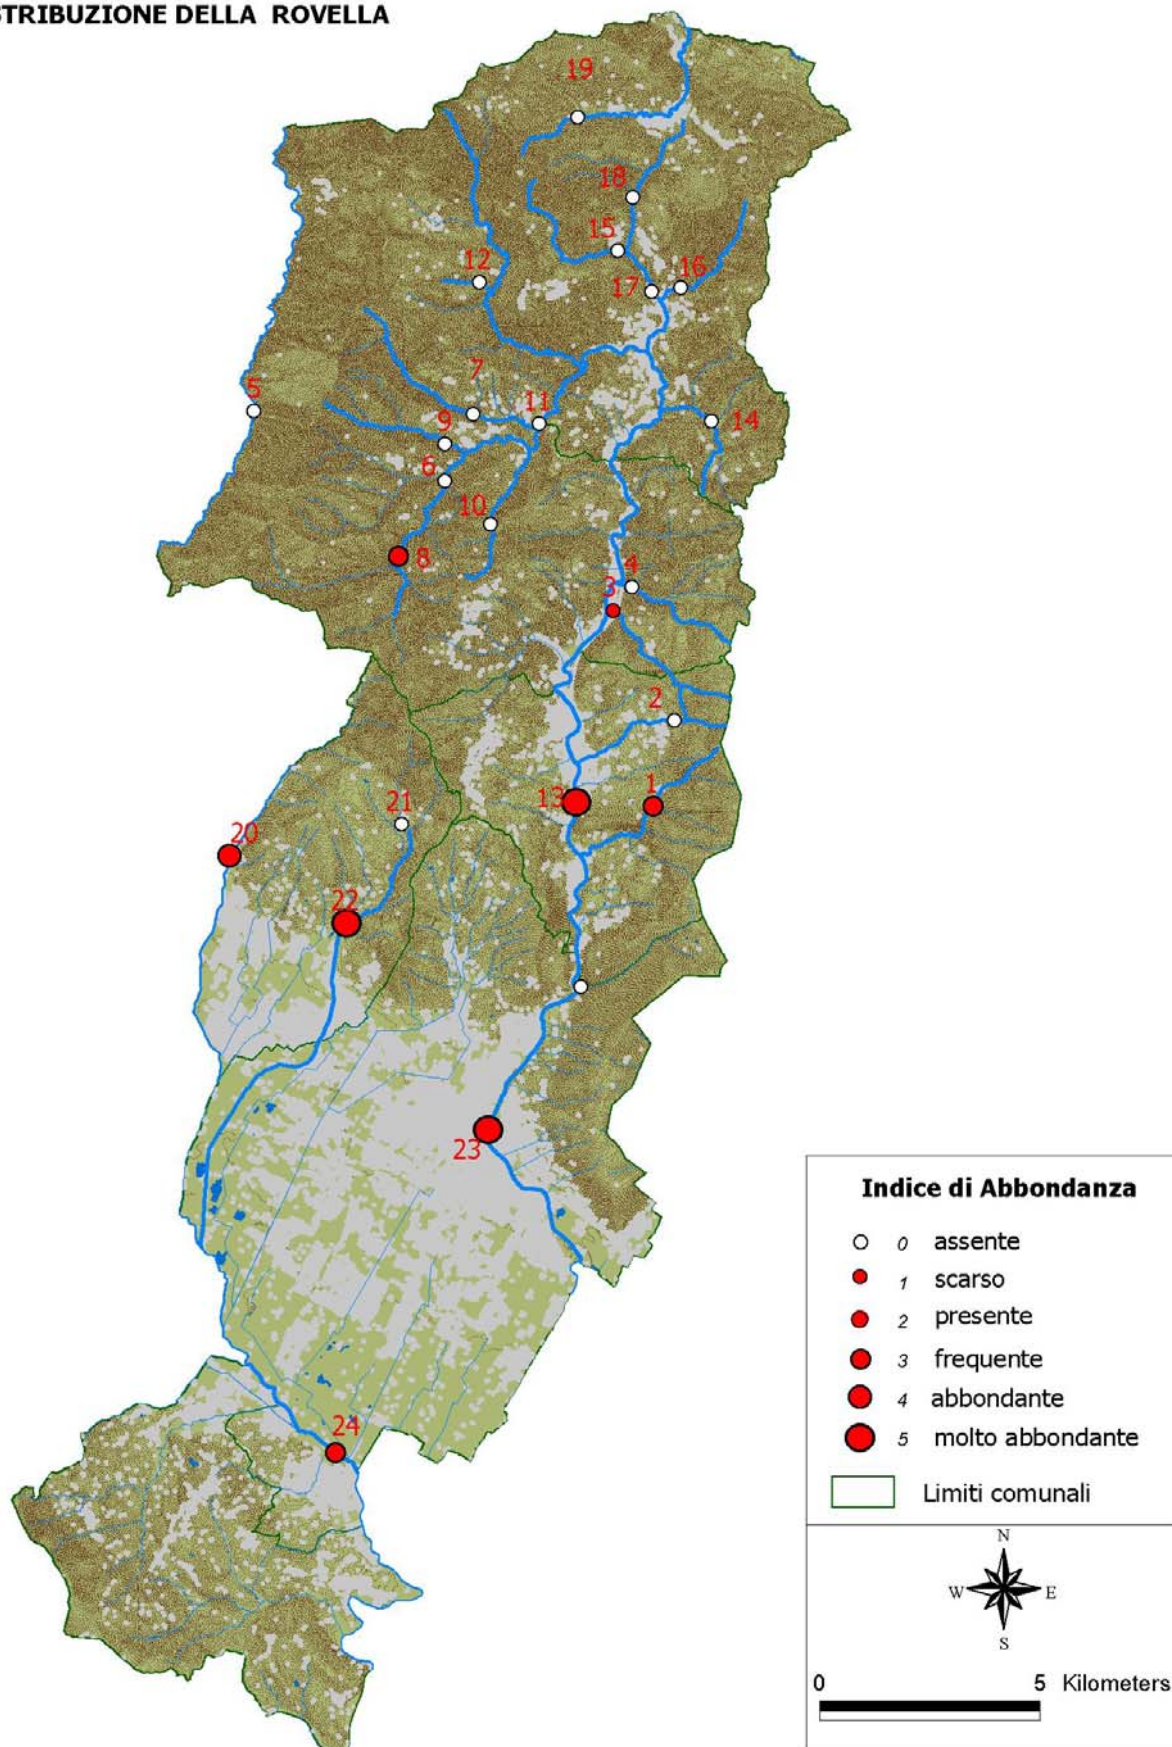 STRIBUZIONE DELLA ROVELLA
19
18
15
12
16
17
5
7
11
14
9
6
10
8
4
3
2
13
1
21
20
22
23
24
Indice di Abbondanza
0 assente
1 scarso
2 presente
3 frequente
4 abbondante
5 molto abbondante
Limiti comunali
N
W E
S
0 5 Kilometers